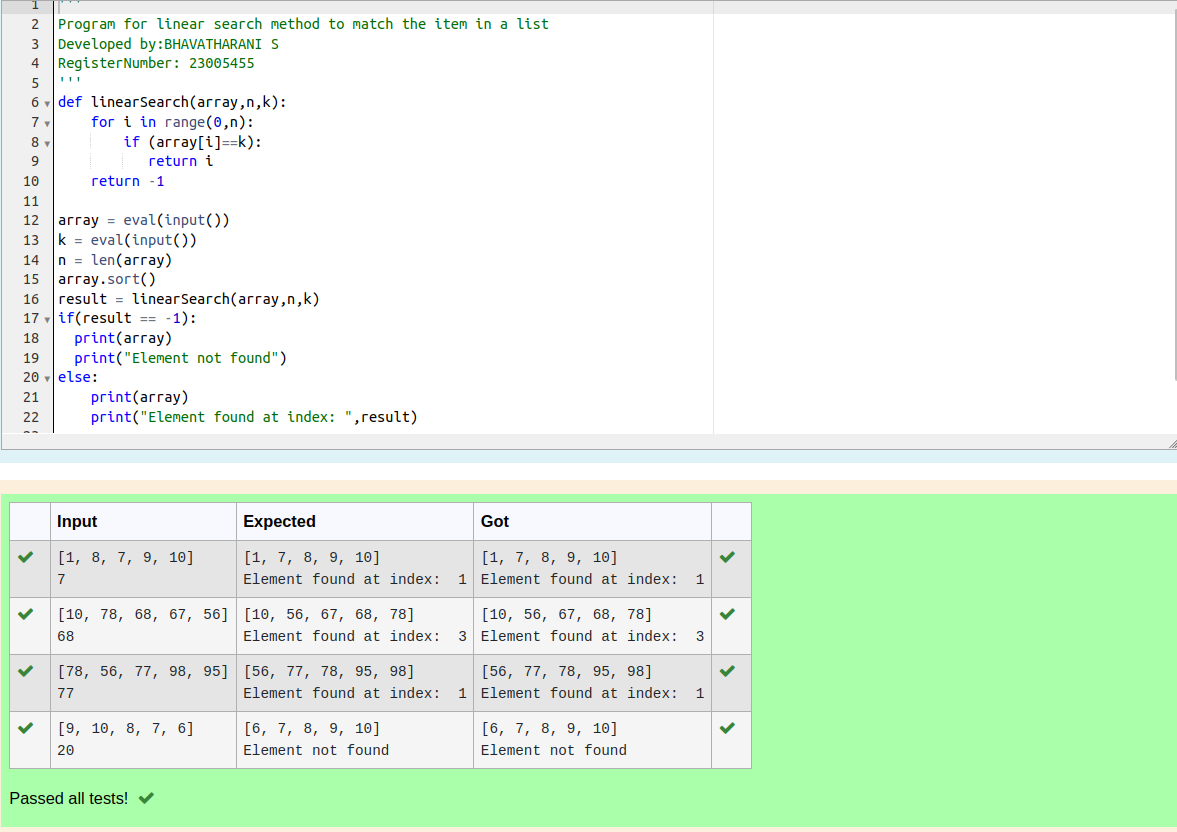 1 '''
2 Program for linear search method to match the item in a list
3 Developed by:BHAVATHARANI S
4 RegisterNumber: 23005455
5 '''
6 def linearSearch(array,n,k):
7     for i in range(0,n):
8         if (array[i]==k):
9            return i
10     return -1
11
12 array = eval(input())
13 k = eval(input())
14 n = len(array)
15 array.sort()
16 result = linearSearch(array,n,k)
17 if(result == -1):
18   print(array)
19   print("Element not found")
20 else:
21     print(array)
22     print("Element found at index: ",result)
Input Expected Got
[1, 8, 7, 9, 10] [1, 7, 8, 9, 10] [1, 7, 8, 9, 10]
7 Element found at index:  1 Element found at index:  1
[10, 78, 68, 67, 56] [10, 56, 67, 68, 78] [10, 56, 67, 68, 78]
68 Element found at index:  3 Element found at index:  3
[78, 56, 77, 98, 95] [56, 77, 78, 95, 98] [56, 77, 78, 95, 98]
77 Element found at index:  1 Element found at index:  1
[9, 10, 8, 7, 6] [6, 7, 8, 9, 10] [6, 7, 8, 9, 10]
20 Element not found Element not found
Passed all tests!